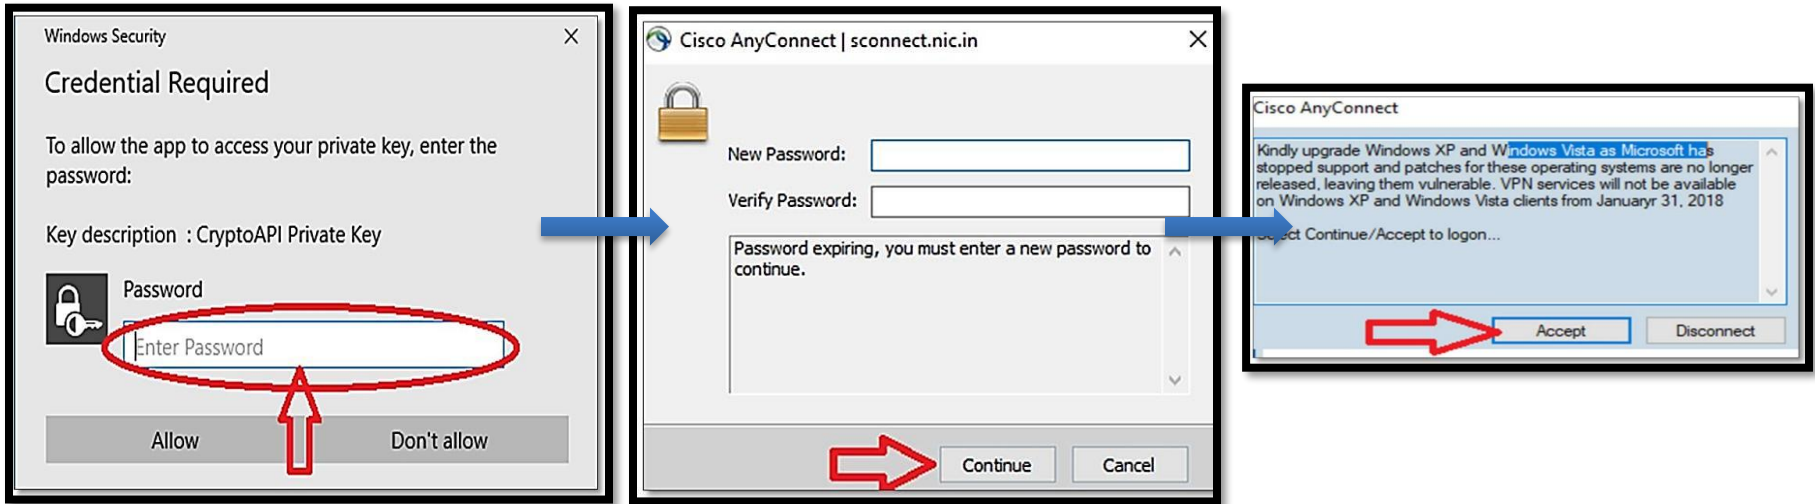 Windows Security
Credential Required
To allow the app to access your private key, enter the
password:
Key description : CryptoAPI Private Key
Password
Enter Password
Allow
Don't allow
Cisco AnyConnect | sconnect.nic.in
New Password:
Verify Password:
Password expiring, you must enter a new password to
continue.
Continue
Cancel
Cisco AnyConnect
Kindly upgrade Windows XP and Windows Vista as Microsoft has
stopped support and patches for these operating systems are no longer
released, leaving them vulnerable. VPN services will not be available
on Windows XP and Windows Vista clients from Januaryr 31, 2018
Select Continue/Accept to logon...
Accept
Disconnect